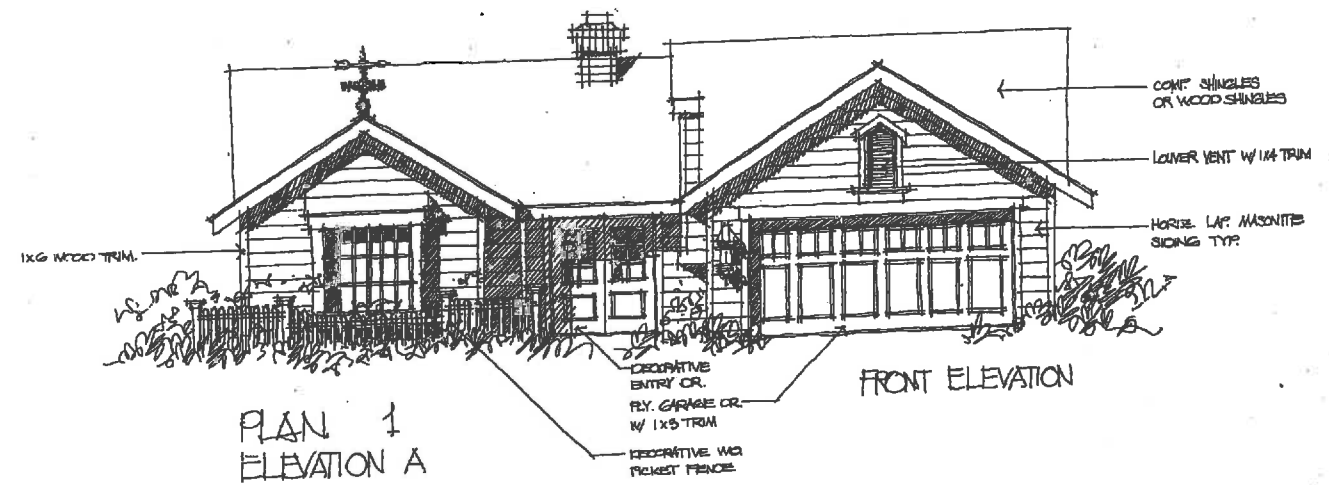 COMP. SHINGLES
OR WOOD SHINGLES
LOUVER VENT W/ 1X4 TRIM
HORIZ. LAP. MASONITE
SIDING TYP.
1X6 WOOD TRIM.
DECORATIVE
ENTRY DR.
PLY. GARAGE DR.
W/ 1X3 TRIM
DECORATIVE WD.
PICKET FENCE
FRONT ELEVATION
PLAN 1
ELEVATION A